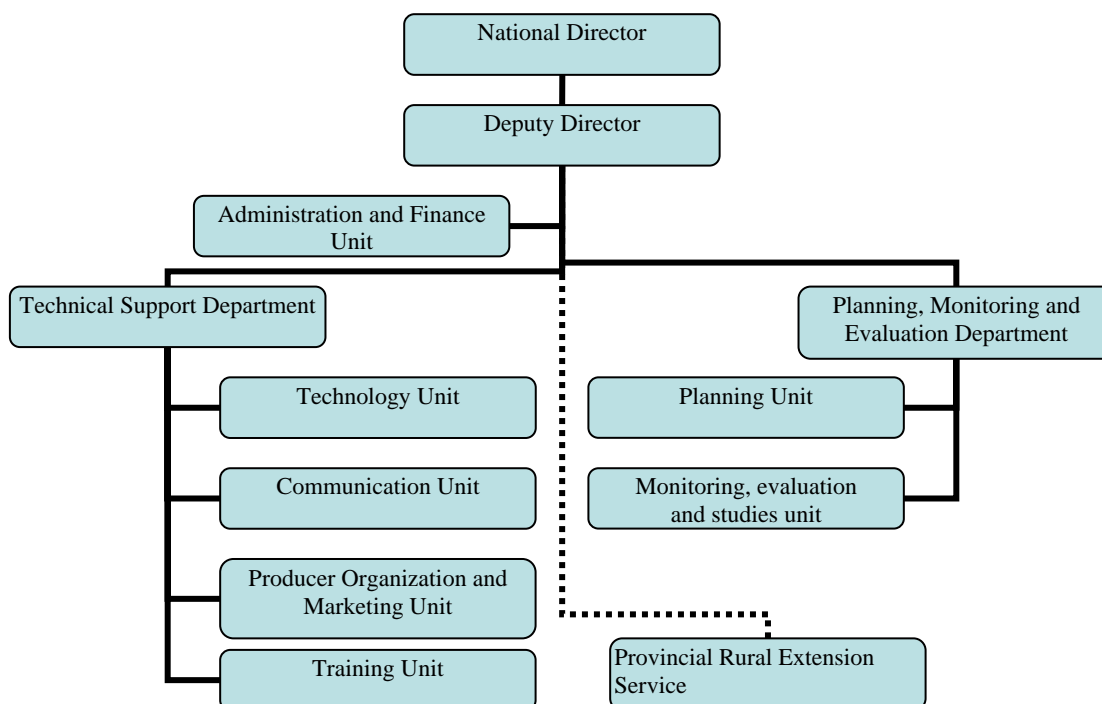 National Director
Deputy Director
Administration and Finance
Unit
Technical Support Department
Planning, Monitoring and
Evaluation Department
Technology Unit
Planning Unit
Communication Unit
Monitoring, evaluation
and studies unit
Producer Organization and
Marketing Unit
Training Unit
Provincial Rural Extension
Service